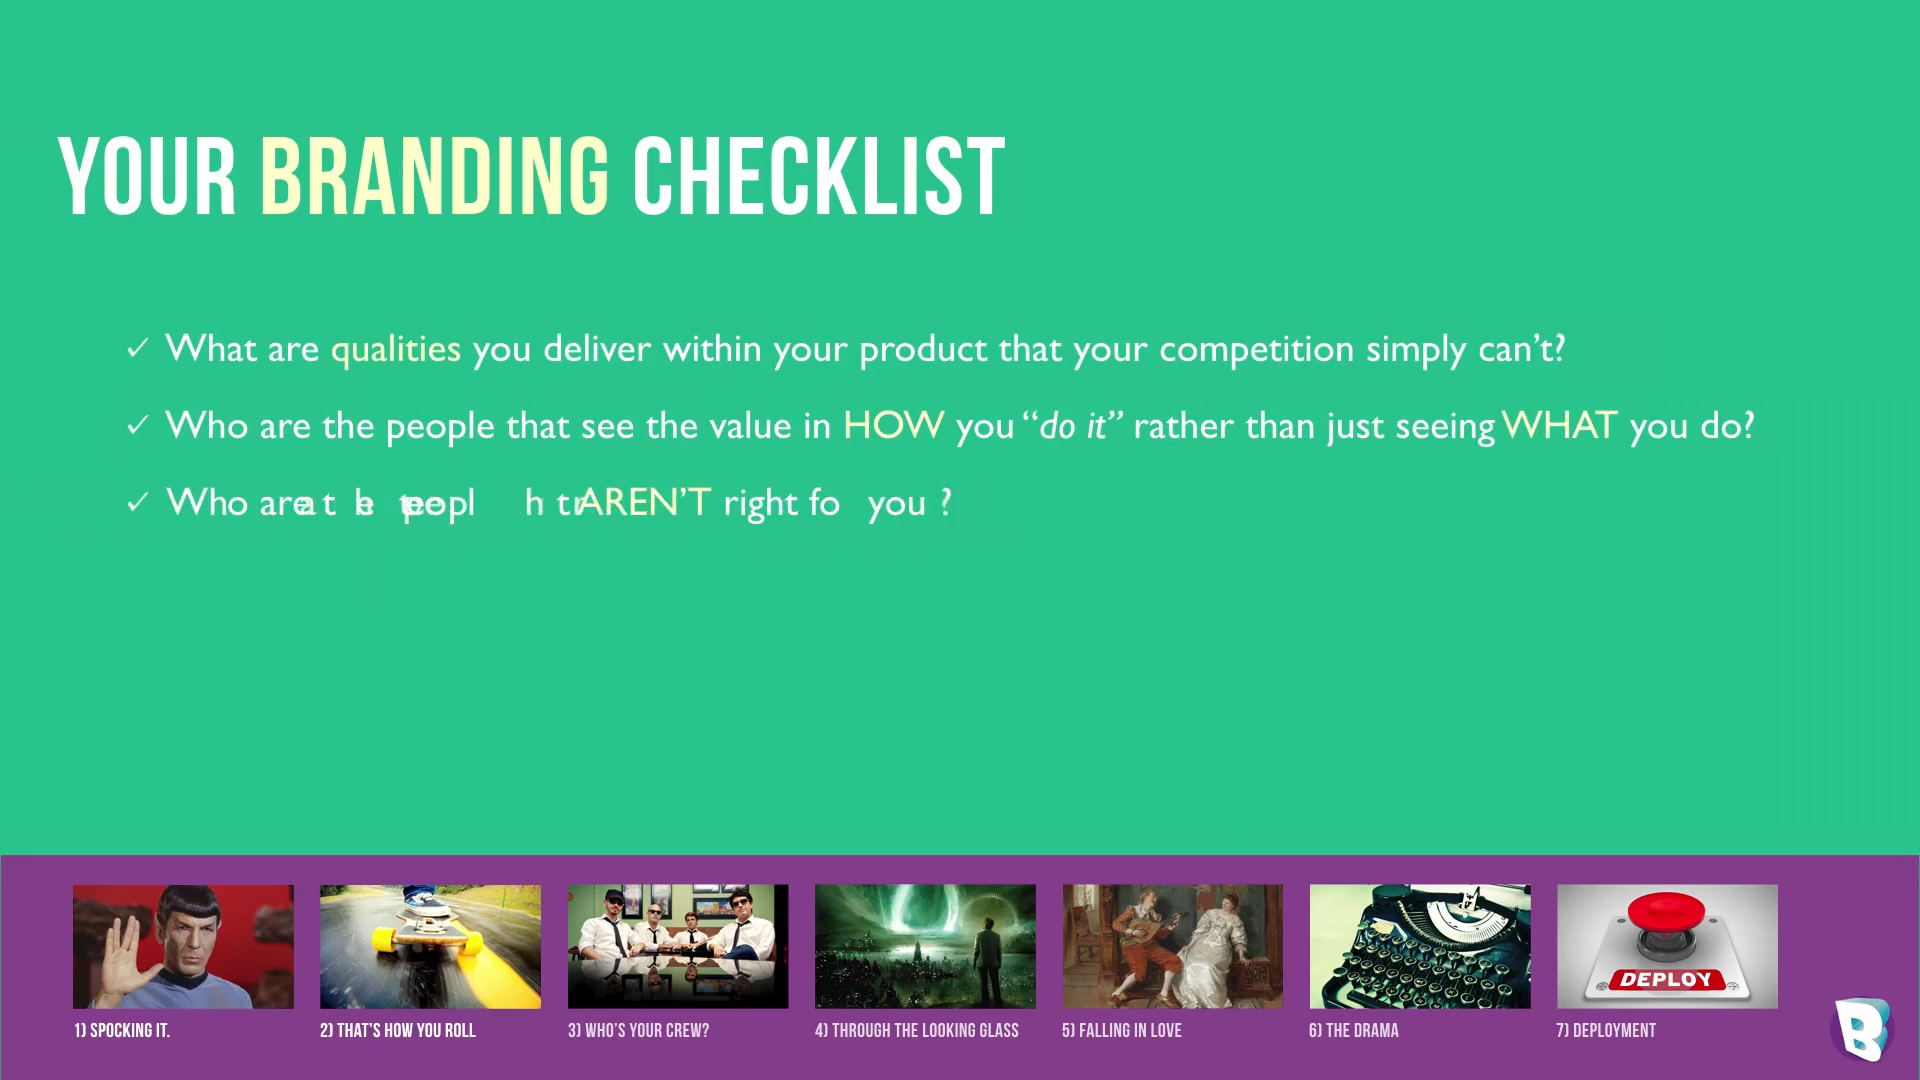 YOUR BRANDING CHECKLIST
✓ What are qualities you deliver within your product that your competition simply can’t?
✓ Who are the people that see the value in HOW you “do it” rather than just seeing WHAT you do?
✓ Who are AREN’T right you ?
DEPLOY
1) SPOCKING IT.
2) THAT’S HOW YOU ROLL
3) WHO’S YOUR CREW?
4) THROUGH THE LOOKING GLASS
5) FALLING IN LOVE
6) THE DRAMA
7) DEPLOYMENT
B